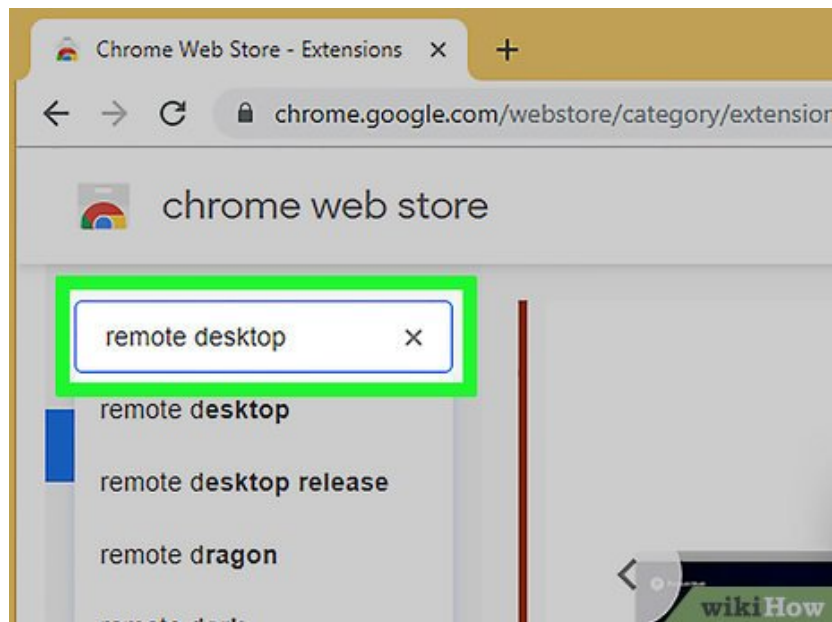 Chrome Web Store - Extensions
chrome.google.com/webstore/category/extension
chrome web store
remote desktop
remote desktop
remote desktop release
remote dragon
wikiHow